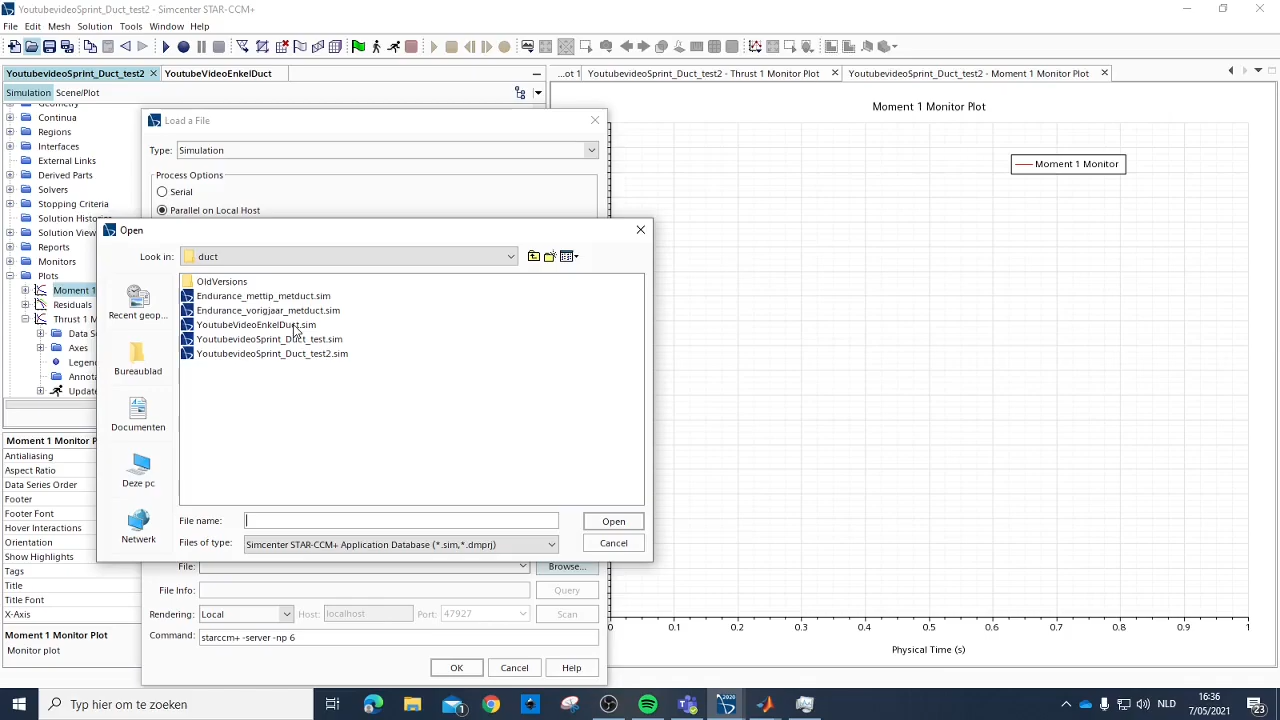 YoutubevideoSprint_Duct_test2 - Simcenter STAR-CCM+
File Edit Mesh Solution Tools Window Help
YoutubevideoSprint_Duct_test2 YoutubeVideoEnkelDuct
...ot 1 YoutubevideoSprint_Duct_test2 - Thrust 1 Monitor Plot YoutubevideoSprint_Duct_test2 - Moment 1 Monitor Plot
Simulation Scene/Plot
Geometry
Continua
Regions
Interfaces
External Links
Derived Parts
Solvers
Stopping Criteria
Solution Histories
Solution View
Reports
Monitors
Plots
Moment 1
Residuals
Thrust 1 M
Data S
Axes
Legend
Annota
Update
Moment 1 Monitor P
Antialiasing
Aspect Ratio
Data Series Order
Footer
Footer Font
Hover Interactions
Orientation
Show Highlights
Tags
Title
Title Font
X-Axis
Moment 1 Monitor Plot
Monitor plot
Load a File
Type: Simulation
Process Options
Serial
Parallel on Local Host
Open
Look in: duct
Recent geop...
Bureaublad
Documenten
Deze pc
Netwerk
OldVersions
Endurance_mettip_metduct.sim
Endurance_vorigjaar_metduct.sim
YoutubeVideoEnkelDuct.sim
YoutubevideoSprint_Duct_test.sim
YoutubevideoSprint_Duct_test2.sim
File name: Open
Files of type: Simcenter STAR-CCM+ Application Database (*.sim,*.dmprj) Cancel
File: Browse...
File Info: Query
Rendering: Local Host: localhost Port: 47927 Scan
Command: starccm+ -server -np 6
OK Cancel Help
Moment 1 Monitor Plot
Moment 1 Monitor
0 0.1 0.2 0.3 0.4 0.5 0.6 0.7 0.8 0.9 1
Physical Time (s)
Typ hier om te zoeken
NLD
16:36
7/05/2021
23